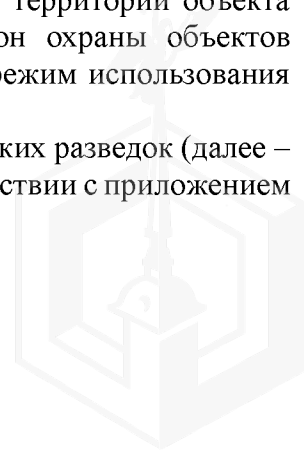 территории объекта
он охраны объектов
режим использования
ких разведок (далее –
ствии с приложением